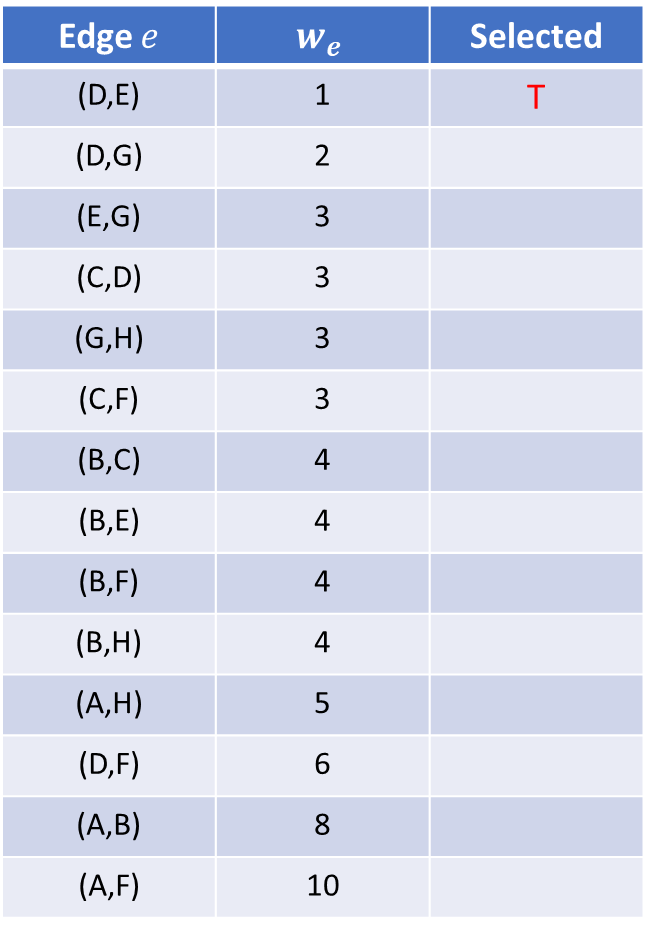 Edge e w_e Selected
(D,E) 1 T
(D,G) 2
(E,G) 3
(C,D) 3
(G,H) 3
(C,F) 3
(B,C) 4
(B,E) 4
(B,F) 4
(B,H) 4
(A,H) 5
(D,F) 6
(A,B) 8
(A,F) 10